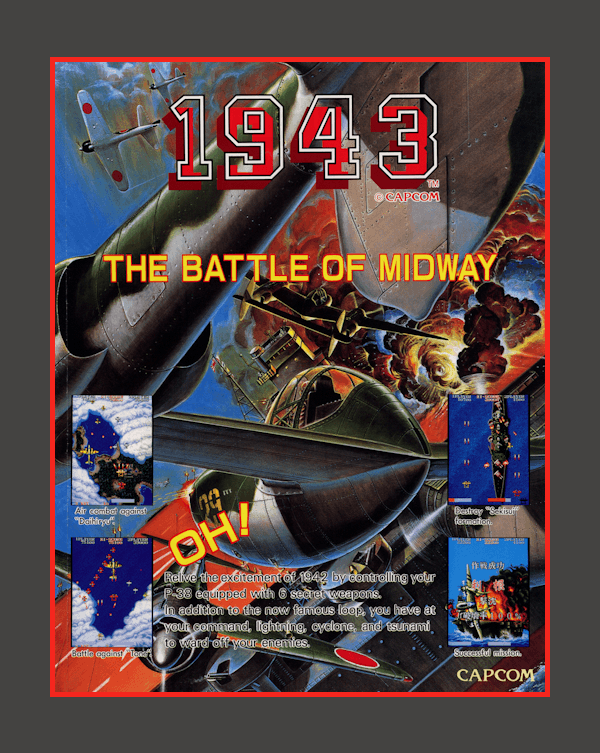 1943
TM
© CAPCOM
THE BATTLE OF MIDWAY
Air combat against
"Daihiryu".
Destroy "Sekisui"
formation.
OH!
Relive the excitement of 1942 by controlling your
P-38 equipped with 6 secret weapons.
In addition to the now famous loop, you have at
your command, lightning, cyclone, and tsunami
to ward off your enemies.
Battle against "Tone".
作戦成功
Successful mission.
CAPCOM